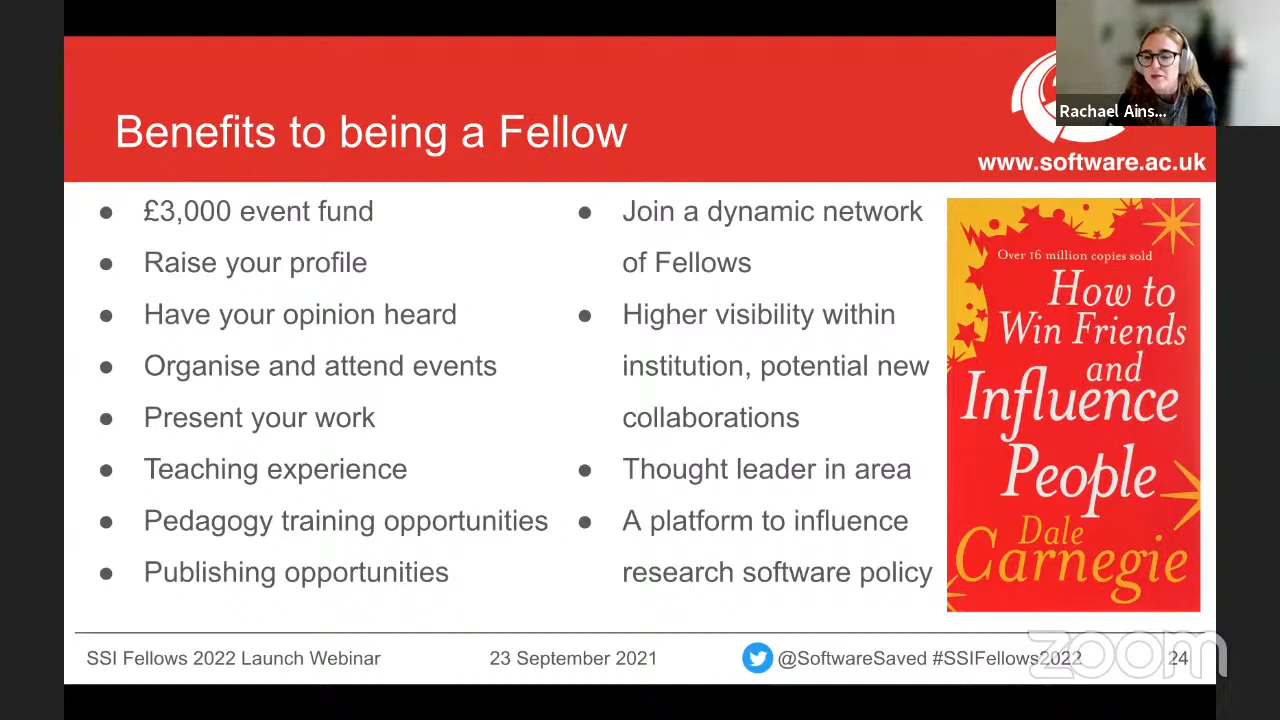 Benefits to being a Fellow
Rachael Ains...
www.software.ac.uk
● £3,000 event fund
● Raise your profile
● Have your opinion heard
● Organise and attend events
● Present your work
● Teaching experience
● Pedagogy training opportunities
● Publishing opportunities
● Join a dynamic network
of Fellows
● Higher visibility within
institution, potential new
collaborations
● Thought leader in area
● A platform to influence
research software policy
Over 16 million copies sold
How to
Win Friends
and
Influence
People
Dale
Carnegie
SSI Fellows 2022 Launch Webinar
23 September 2021
@SoftwareSaved #SSIFellows2022
24
zoom